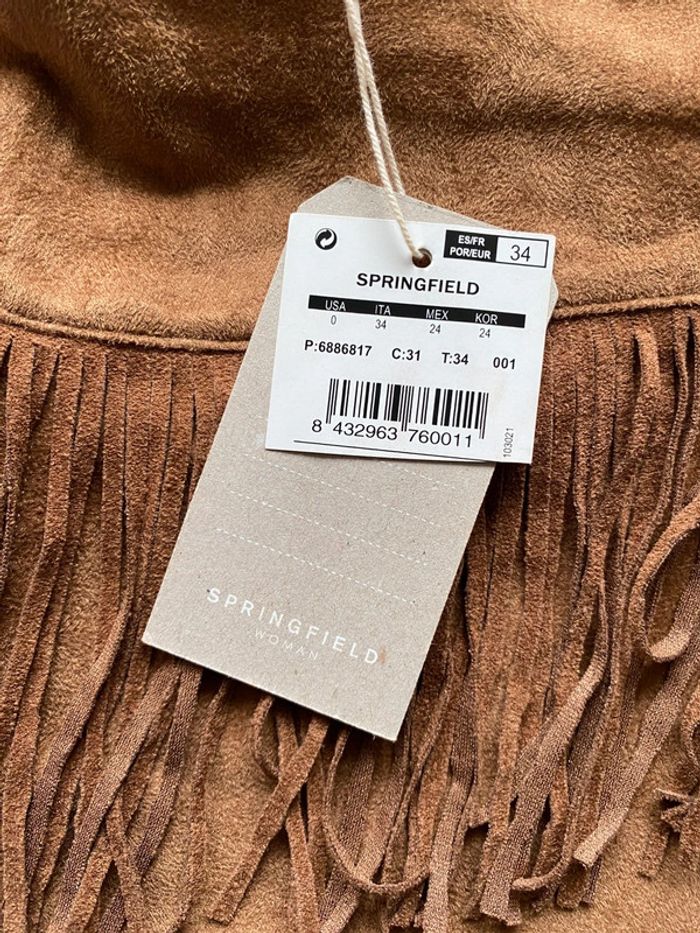 ES/FR
POR/EUR 34
SPRINGFIELD
USA ITA MEX KOR
0 34 24 24
P:6886817 C:31 T:34 001
8 432963 760011
103021
SPRINGFIELD
WOMAN